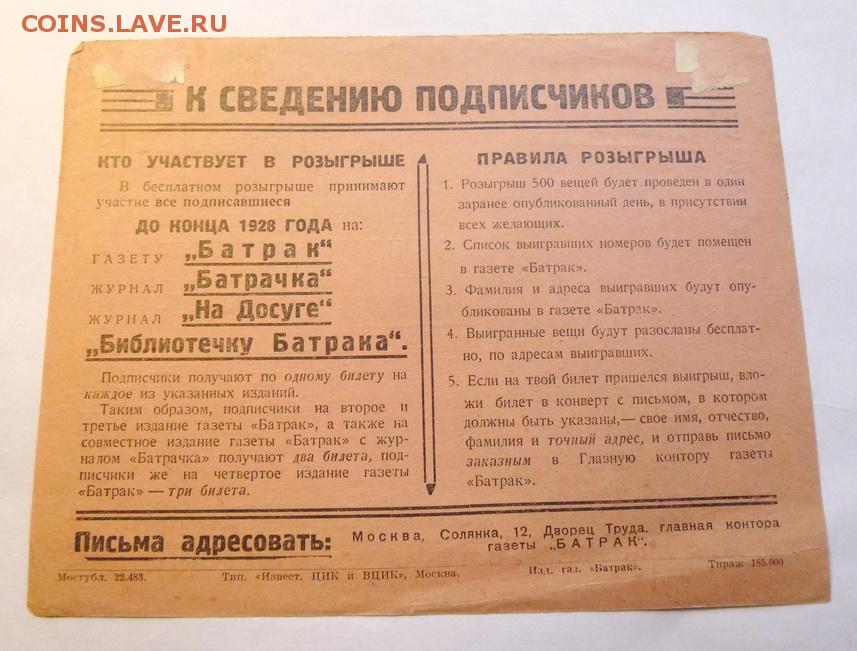 COINS.LAVE.RU
К СВЕДЕНИЮ ПОДПИСЧИКОВ
КТО УЧАСТВУЕТ В РОЗЫГРЫШЕ
В бесплатном розыгрыше принимают
участие все подписавшиеся
ДО КОНЦА 1928 ГОДА на:
ГАЗЕТУ „Батрак“
ЖУРНАЛ „Батрачка“
ЖУРНАЛ „На Досуге“
„Библиотечку Батрака“.
Подписчики получают по одному билету на
каждое из указанных изданий.
Таким образом, подписчики на второе и
третье издание газеты «Батрак», а также на
совместное издание газеты «Батрак» с жур-
налом «Батрачка» получают два билета, под-
писчики же на четвертое издание газеты
«Батрак» — три билета.
ПРАВИЛА РОЗЫГРЫША
1. Розыгрыш 500 вещей будет проведен в один
заранее опубликованный день, в присутствии
всех желающих.
2. Список выигравших номеров будет помещен
в газете «Батрак».
3. Фамилия и адреса выигравших будут опу-
бликованы в газете «Батрак».
4. Выигранные вещи будут разосланы бесплат-
но, по адресам выигравших.
5. Если на твой билет пришелся выигрыш, вло-
жи билет в конверт с письмом, в котором
должны быть указаны,— свое имя, отчество,
фамилия и точный адрес, и отправь письмо
заказным в Главную контору газеты
«Батрак».
Письма адресовать: Москва, Солянка, 12, Дворец Труда, главная контора
газеты „БАТРАК“.
Мосгубл. 22.483. Тип. «Извест. ЦИК и ВЦИК», Москва. Изд. газ. «Батрак». Тираж 185.000